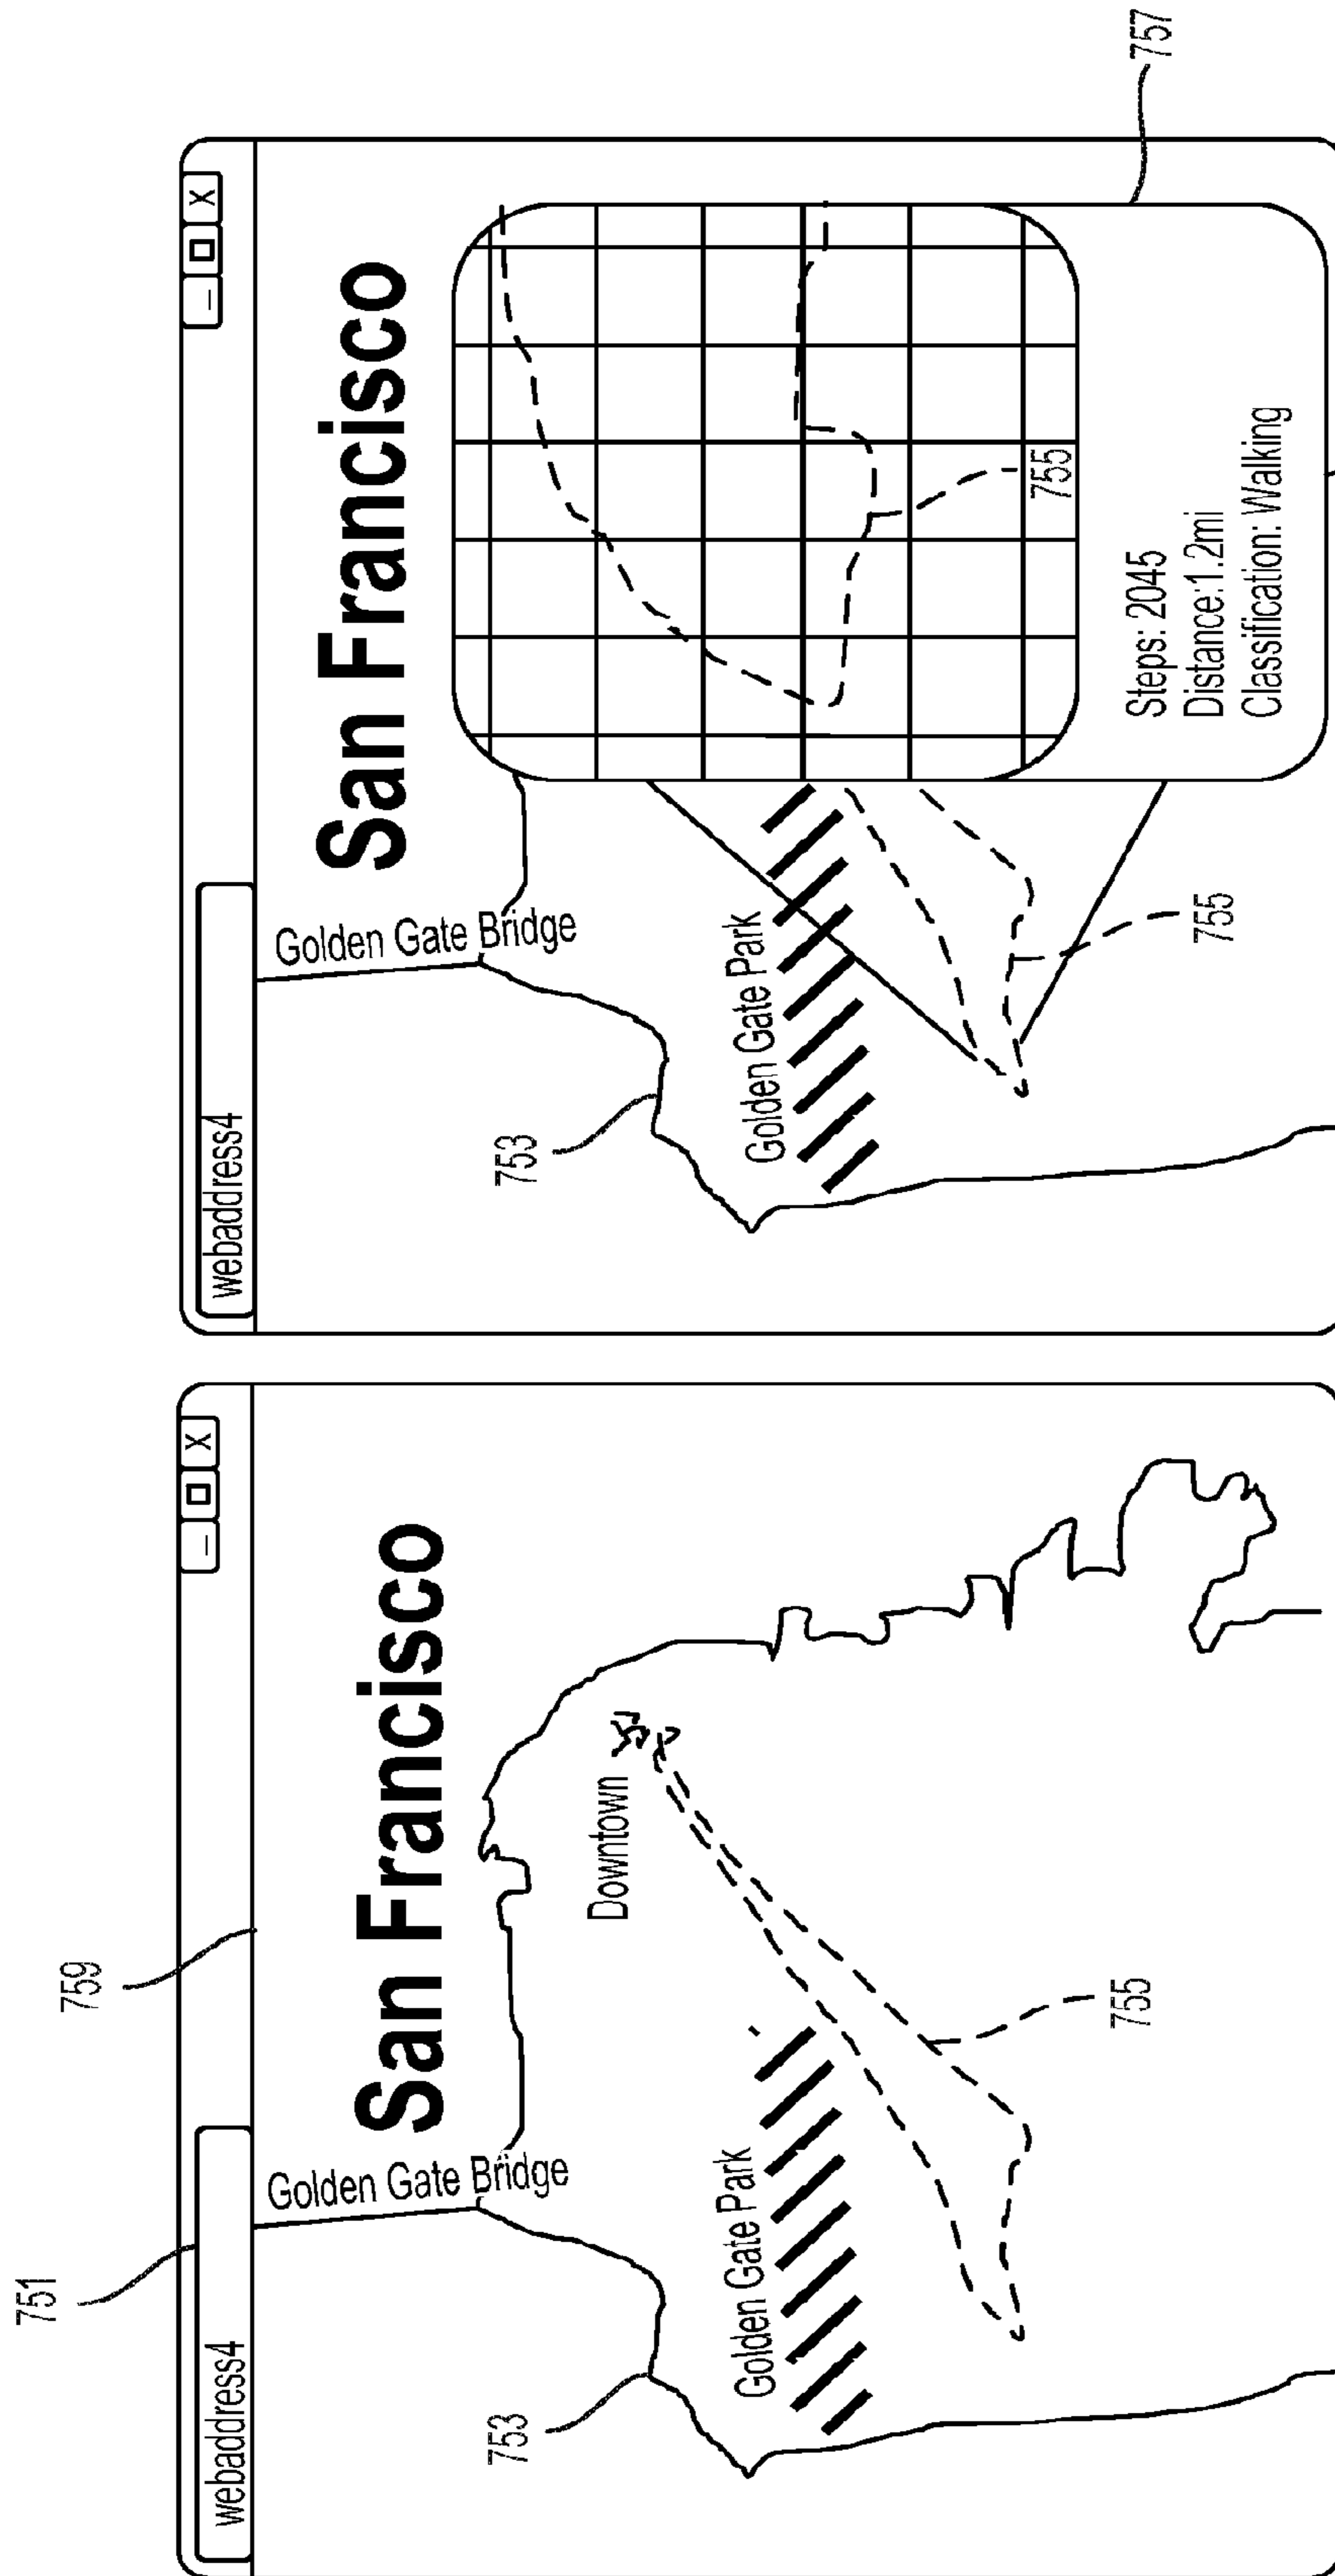 751
759
webaddress4
_
X
San Francisco
Golden Gate Bridge
753
Downtown
Golden Gate Park
755
webaddress4
_
X
San Francisco
Golden Gate Bridge
753
Golden Gate Park
755
755
Steps: 2045
Distance:1.2mi
Classification: Walking
757